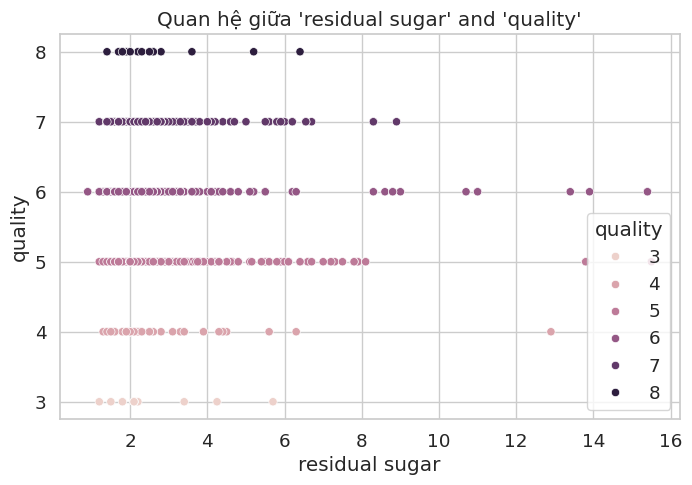 Quan hệ giữa 'residual sugar' and 'quality'
8
7
6
5
4
3
quality
quality
3
4
5
6
7
8
2 4 6 8 10 12 14 16
residual sugar